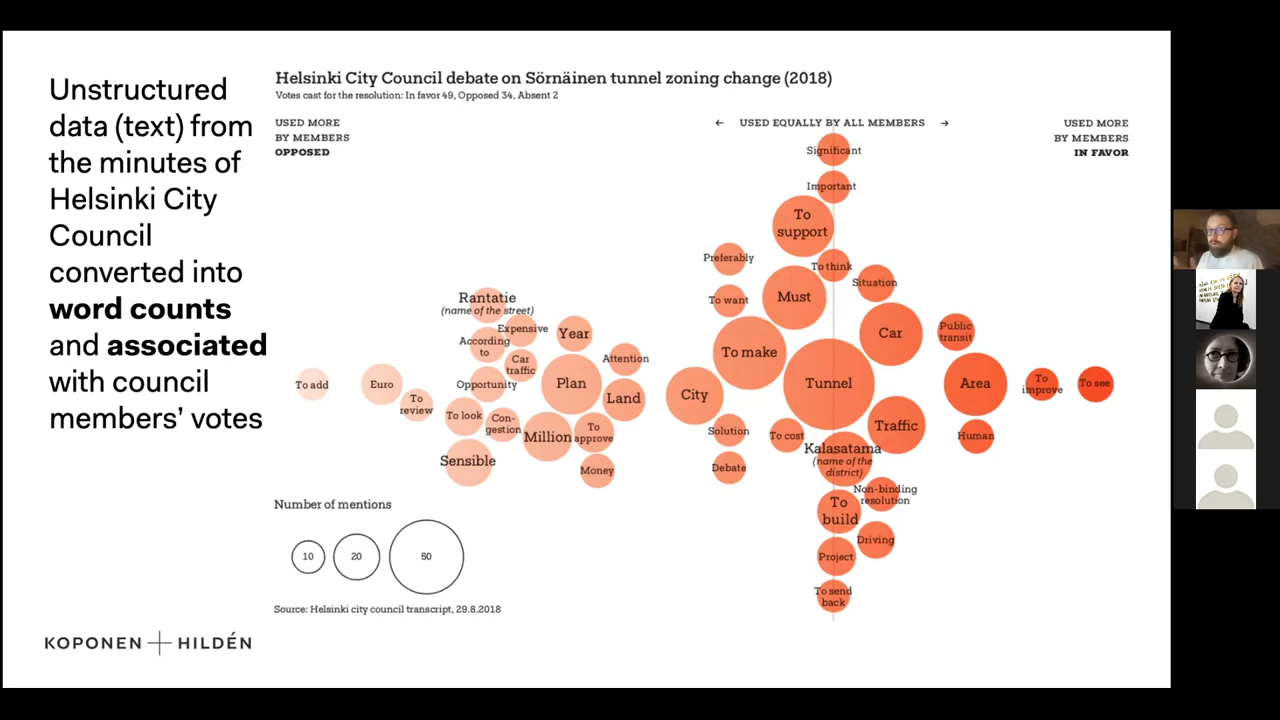 Unstructured
data (text) from
the minutes of
Helsinki City
Council
converted into
word counts
and associated
with council
members’ votes
Helsinki City Council debate on Sörnäinen tunnel zoning change (2018)
Votes cast for the resolution: In favor 49, Opposed 34, Absent 2
USED MORE
BY MEMBERS
OPPOSED
← USED EQUALLY BY ALL MEMBERS →
USED MORE
BY MEMBERS
IN FAVOR
To add
Euro
To
review
Rantatie
(name of the street)
Expensive
According
to
Car
traffic
Opportunity
To look
Con-
gestion
Sensible
Year
Plan
Million
To
approve
Money
Attention
Land
City
Preferably
To want
To make
Solution
Debate
Significant
Important
To
support
To think
Must
Situation
Car
Tunnel
To cost
Traffic
Kalasatama
(name of the
district)
Non-binding
resolution
To
build
Driving
Project
To send
back
Public
transit
Area
Human
To
improve
To see
Number of mentions
10
20
50
Source: Helsinki city council transcript, 29.8.2018
KOPONEN + HILDÉN